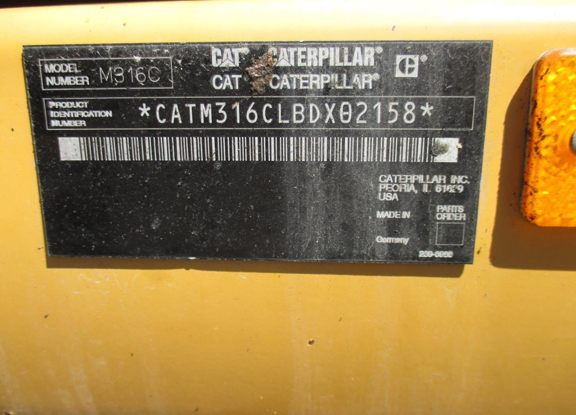 CAT® CATERPILLAR®
CAT CATERPILLAR®
MODEL NUMBER M316C
PRODUCT IDENTIFICATION NUMBER *CATM316CLBDX02158*
CATERPILLAR INC.
PEORIA, IL 61629
USA
MADE IN
PARTS ORDER
Germany